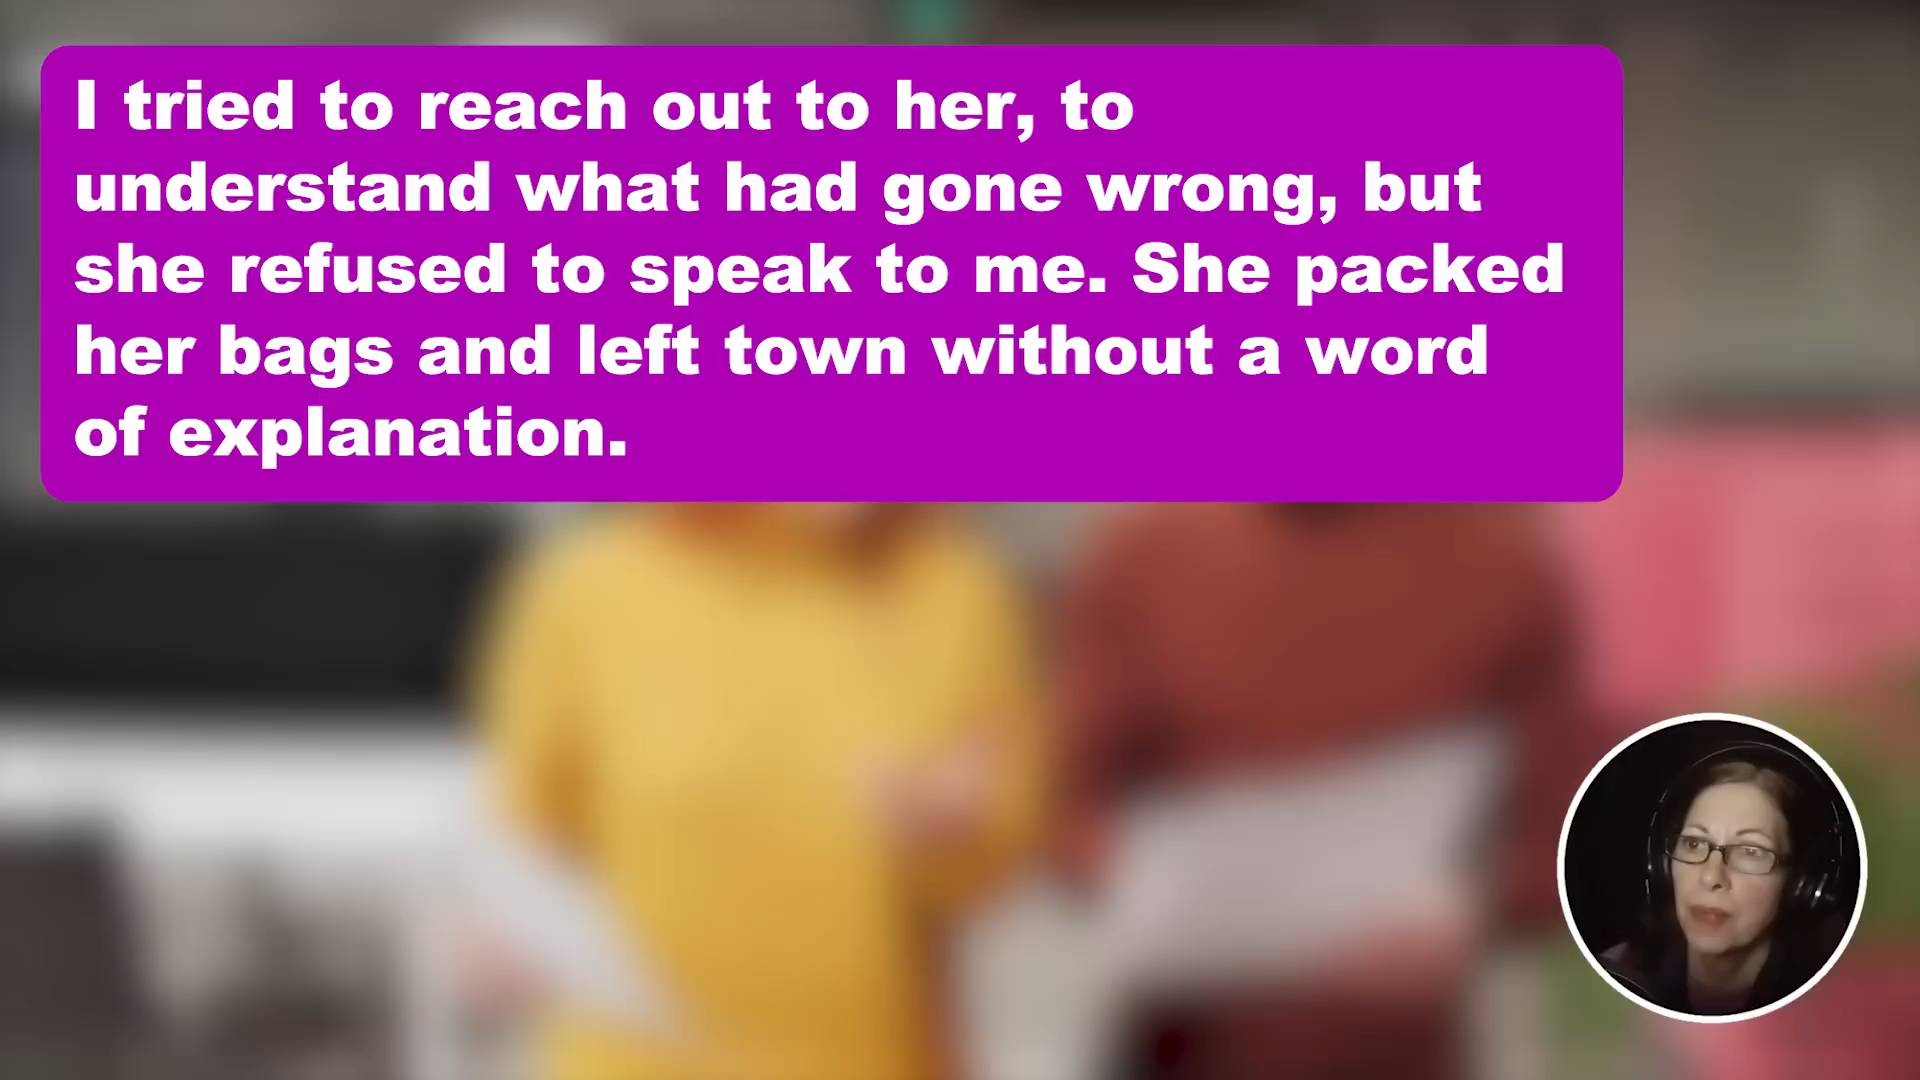 I tried to reach out to her, to
understand what had gone wrong, but
she refused to speak to me. She packed
her bags and left town without a word
of explanation.